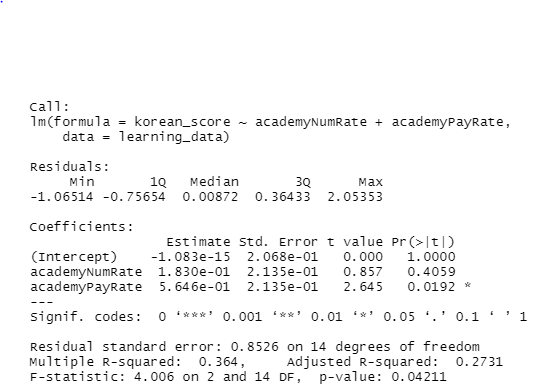 Call:
lm(formula = korean_score ~ academyNumRate + academyPayRate,
    data = learning_data)
Residuals:
     Min       1Q   Median       3Q      Max
-1.06514 -0.75654  0.00872  0.36433  2.05353
Coefficients:
                 Estimate Std. Error t value Pr(>|t|)
(Intercept)    -1.083e-15  2.068e-01   0.000   1.0000
academyNumRate  1.830e-01  2.135e-01   0.857   0.4059
academyPayRate  5.646e-01  2.135e-01   2.645   0.0192 *
---
Signif. codes:  0 ‘***’ 0.001 ‘**’ 0.01 ‘*’ 0.05 ‘.’ 0.1 ‘ ’ 1
Residual standard error: 0.8526 on 14 degrees of freedom
Multiple R-squared:  0.364,     Adjusted R-squared:  0.2731
F-statistic: 4.006 on 2 and 14 DF,  p-value: 0.04211